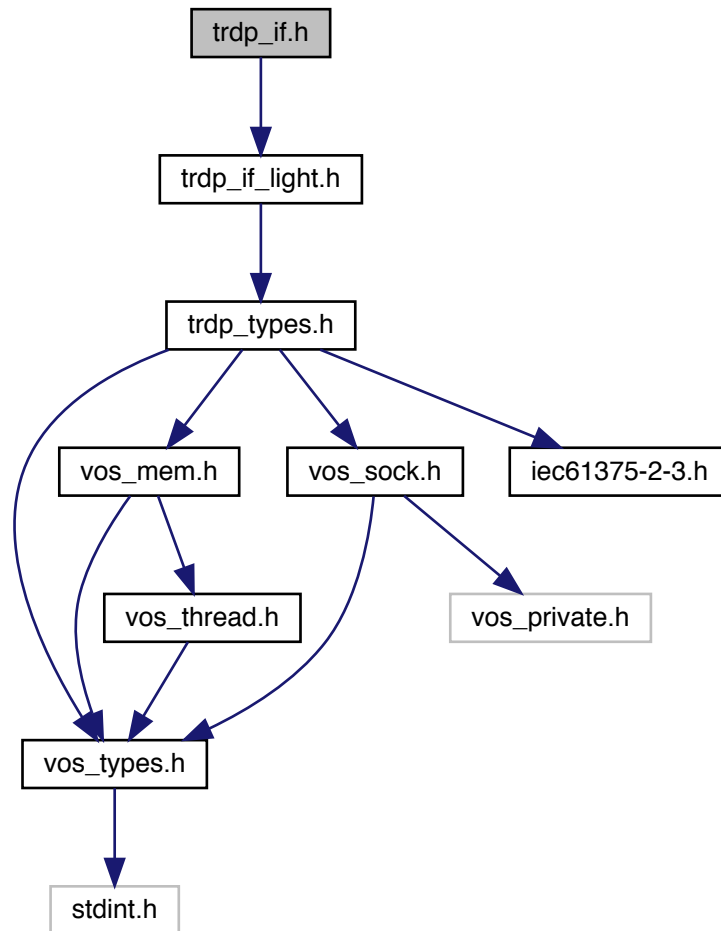 trdp_if.h
trdp_if_light.h
trdp_types.h
vos_mem.h
vos_sock.h
iec61375-2-3.h
vos_thread.h
vos_private.h
vos_types.h
stdint.h